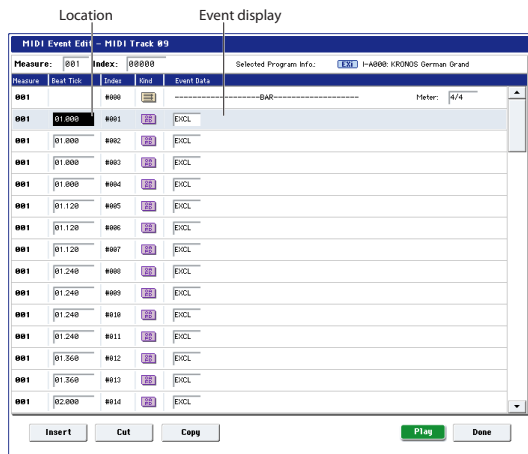 Location Event display
MIDI Event Edit - MIDI Track 09
Measure: 001 Index: 00000 Selected Program Info.: EXi I-A000: KRONOS German Grand
Measure Beat Tick Index Kind Event Data
001 #000 --------------------BAR-------------------- Meter: 4/4
001 01.000 #001 EXCL
001 01.000 #002 EXCL
001 01.000 #003 EXCL
001 01.000 #004 EXCL
001 01.120 #005 EXCL
001 01.120 #006 EXCL
001 01.120 #007 EXCL
001 01.240 #008 EXCL
001 01.240 #009 EXCL
001 01.240 #010 EXCL
001 01.240 #011 EXCL
001 01.360 #012 EXCL
001 01.360 #013 EXCL
001 02.000 #014 EXCL
Insert Cut Copy Play Done